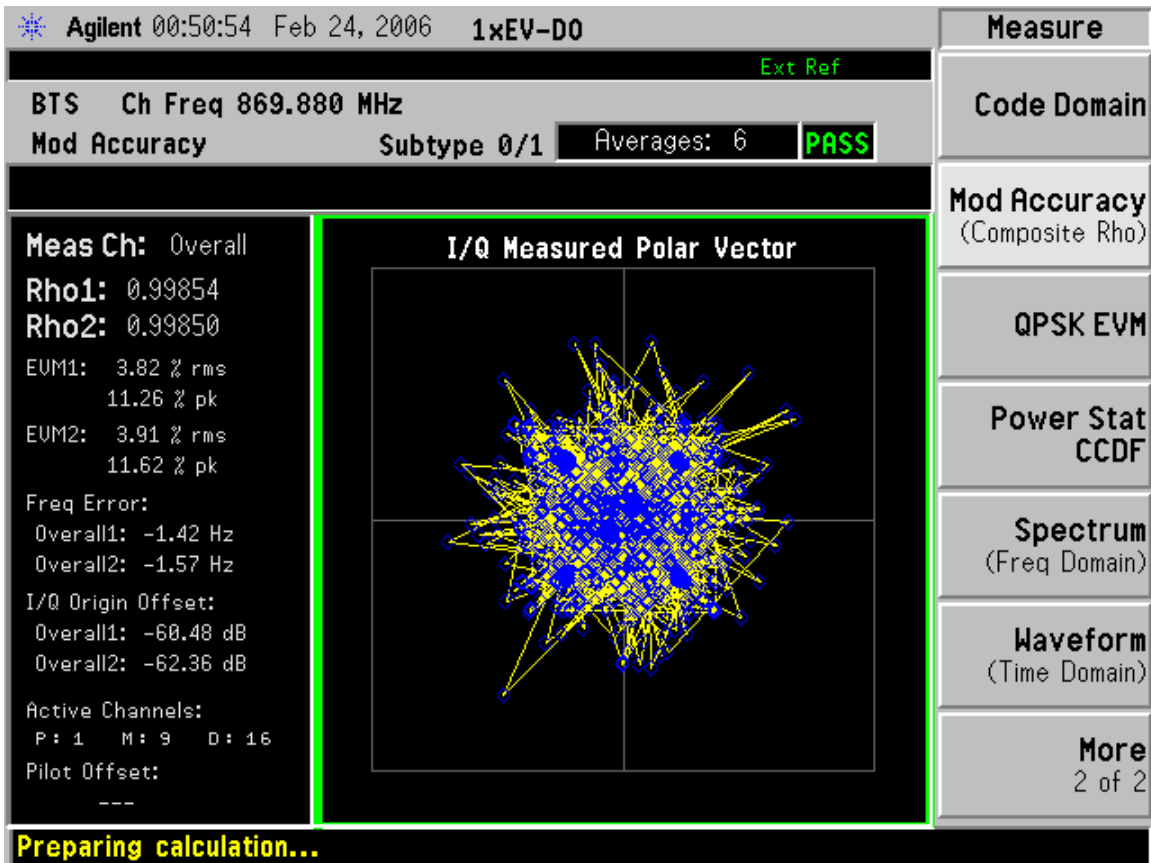 Agilent 00:50:54 Feb 24, 2006 1xEV-DO
Ext Ref
BTS Ch Freq 869.880 MHz
Mod Accuracy Subtype 0/1 Averages: 6 PASS
Meas Ch: Overall
Rho1: 0.99854
Rho2: 0.99850
EVM1: 3.82 % rms
11.26 % pk
EVM2: 3.91 % rms
11.62 % pk
Freq Error:
Overall1: -1.42 Hz
Overall2: -1.57 Hz
I/Q Origin Offset:
Overall1: -60.48 dB
Overall2: -62.36 dB
Active Channels:
P: 1 M: 9 D: 16
Pilot Offset:
---
I/Q Measured Polar Vector
Measure
Code Domain
Mod Accuracy
(Composite Rho)
QPSK EVM
Power Stat
CCDF
Spectrum
(Freq Domain)
Waveform
(Time Domain)
More
2 of 2
Preparing calculation...